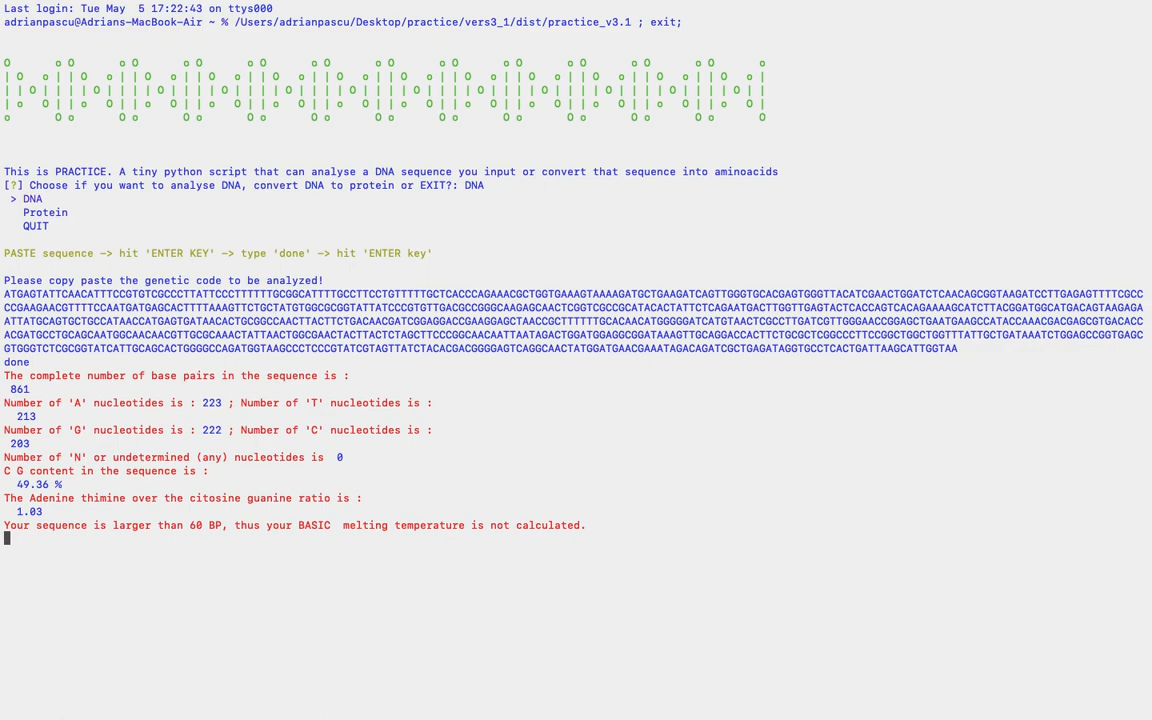 Last login: Tue May  5 17:22:43 on ttys000
adrianpascu@Adrians-MacBook-Air ~ % /Users/adrianpascu/Desktop/practice/vers3_1/dist/practice_v3.1 ; exit;
O       o O       o O       o O       o O       o O       o O       o O       o O       o O       o O       o O       o
| O   o | | O   o | | O   o | | O   o | | O   o | | O   o | | O   o | | O   o | | O   o | | O   o | | O   o | | O   o |
| | O | | | | O | | | | O | | | | O | | | | O | | | | O | | | | O | | | | O | | | | O | | | | O | | | | O | | | | O | |
| o   O | | o   O | | o   O | | o   O | | o   O | | o   O | | o   O | | o   O | | o   O | | o   O | | o   O | | o   O |
o       O o       O o       O o       O o       O o       O o       O o       O o       O o       O o       O o       O
This is PRACTICE. A tiny python script that can analyse a DNA sequence you input or convert that sequence into aminoacids
[?] Choose if you want to analyse DNA, convert DNA to protein or EXIT?: DNA
 > DNA
   Protein
   QUIT
PASTE sequence —> hit 'ENTER KEY' —> type 'done' —> hit 'ENTER key'
Please copy paste the genetic code to be analyzed!
ATGAGTATTCAACATTTCCGTGTCGCCCTTATTCCCTTTTTTGCGGCATTTTGCCTTCCTGTTTTTGCTCACCCAGAAACGCTGGTGAAAGTAAAAGATGCTGAAGATCAGTTGGGTGCACGAGTGGGTTACATCGAACTGGATCTCAACAGCGGTAAGATCCTTGAGAGTTTTCGCC
CCGAAGAACGTTTTCCAATGATGAGCACTTTTAAAGTTCTGCTATGTGGCGCGGTATTATCCCGTGTTGACGCCGGGCAAGAGCAACTCGGTCGCCGCATACACTATTCTCAGAATGACTTGGTTGAGTACTCACCAGTCACAGAAAAGCATCTTACGGATGGCATGACAGTAAGAGA
ATTATGCAGTGCTGCCATAACCATGAGTGATAACACTGCGGCCAACTTACTTCTGACAACGATCGGAGGACCGAAGGAGCTAACCGCTTTTTTGCACAACATGGGGGATCATGTAACTCGCCTTGATCGTTGGGAACCGGAGCTGAATGAAGCCATACCAAACGACGAGCGTGACACC
ACGATGCCTGCAGCAATGGCAACAACGTTGCGCAAACTATTAACTGGCGAACTACTTACTCTAGCTTCCCGGCAACAATTAATAGACTGGATGGAGGCGGATAAAGTTGCAGGACCACTTCTGCGCTCGGCCCTTCCGGCTGGCTGGTTTATTGCTGATAAATCTGGAGCCGGTGAGC
GTGGGTCTCGCGGTATCATTGCAGCACTGGGGCCAGATGGTAAGCCCTCCCGTATCGTAGTTATCTACACGACGGGGAGTCAGGCAACTATGGATGAACGAAATAGACAGATCGCTGAGATAGGTGCCTCACTGATTAAGCATTGGTAA
done
The complete number of base pairs in the sequence is :
 861
Number of 'A' nucleotides is : 223 ; Number of 'T' nucleotides is :
  213
Number of 'G' nucleotides is : 222 ; Number of 'C' nucleotides is :
 203
Number of 'N' or undetermined (any) nucleotides is  0
C G content in the sequence is :
  49.36 %
The Adenine thimine over the citosine guanine ratio is :
  1.03
Your sequence is larger than 60 BP, thus your BASIC  melting temperature is not calculated.